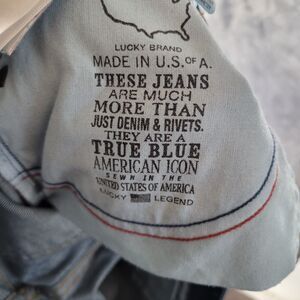 LUCKY BRAND
MADE IN U.S. OF A.
THESE JEANS
ARE MUCH
MORE THAN
JUST DENIM & RIVETS.
THEY ARE A
TRUE BLUE
AMERICAN ICON
SEWN IN THE
UNITED STATES OF AMERICA
LUCKY LEGEND